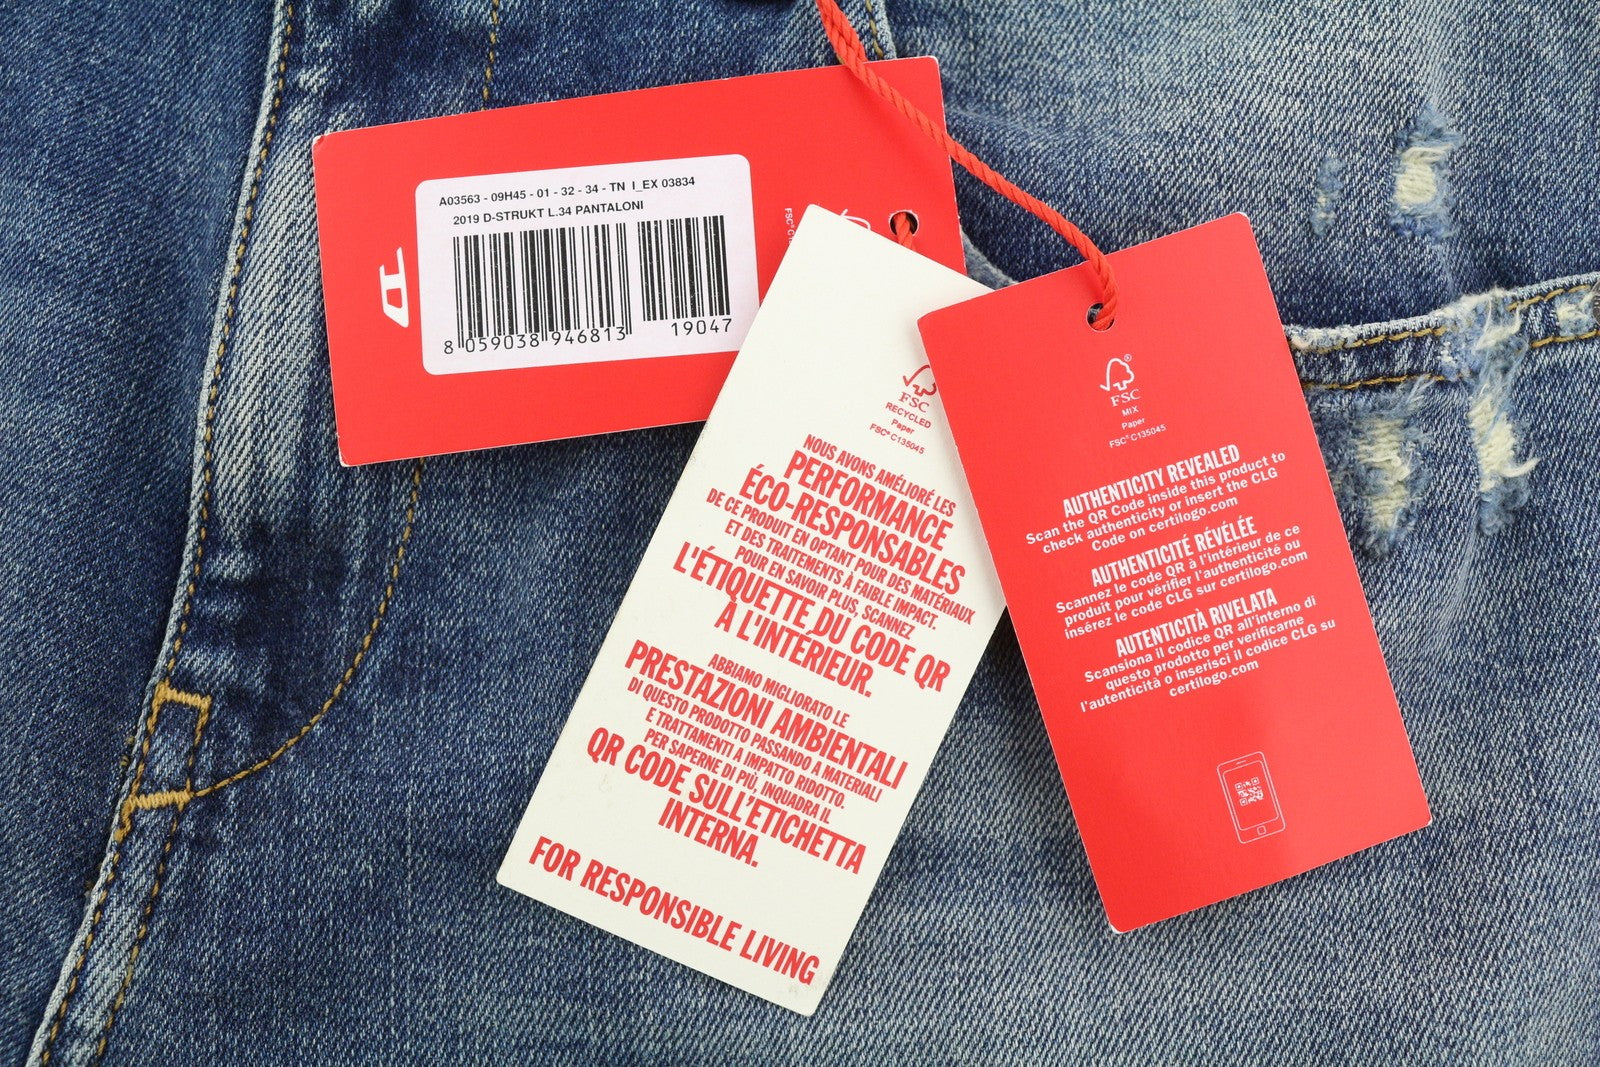 A03563 - 09H45 - 01 - 32 - 34 - TN I_EX 03834
2019 D-STRUKT L.34 PANTALONI
8 059038 946813
19047
FSC® C1
FSC
RECYCLED
Paper
FSC® C135045
NOUS AVONS AMÉLIORÉ LES
PERFORMANCE
ÉCO-RESPONSABLES
DE CE PRODUIT EN OPTANT POUR DES MATÉRIAUX
ET DES TRAITEMENTS À FAIBLE IMPACT.
POUR EN SAVOIR PLUS, SCANNEZ
L'ÉTIQUETTE DU CODE QR
À L'INTÉRIEUR.
ABBIAMO MIGLIORATO LE
PRESTAZIONI AMBIENTALI
DI QUESTO PRODOTTO PASSANDO A MATERIALI
E TRATTAMENTI A IMPATTO RIDOTTO.
PER SAPERNE DI PIÙ, INQUADRA IL
QR CODE SULL'ETICHETTA
INTERNA.
FOR RESPONSIBLE LIVING
FSC ®
MIX
Paper
FSC® C135045
AUTHENTICITY REVEALED
Scan the QR Code inside this product to
check authenticity or insert the CLG
Code on certilogo.com
AUTHENTICITÉ RÉVÉLÉE
Scannez le code QR à l'intérieur de ce
produit pour vérifier l'authenticité ou
insérez le code CLG sur certilogo.com
AUTENTICITÀ RIVELATA
Scansiona il codice QR all'interno di
questo prodotto per verificarne
l'autenticità o inserisci il codice CLG su
certilogo.com